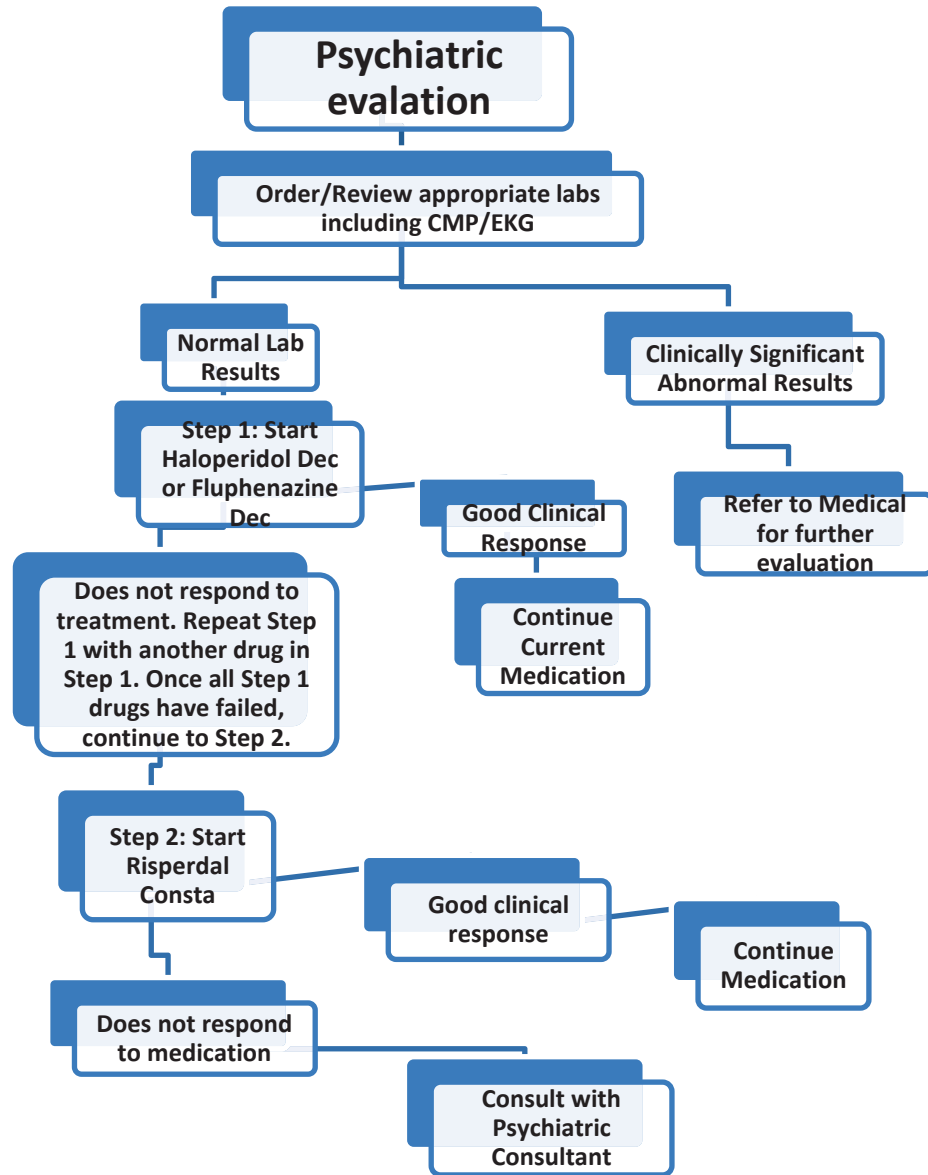 Psychiatric
evalation
Order/Review appropriate labs
including CMP/EKG
Normal Lab
Results
Clinically Significant
Abnormal Results
Step 1: Start
Haloperidol Dec
or Fluphenazine
Dec
Good Clinical
Response
Refer to Medical
for further
evaluation
Continue
Current
Medication
Does not respond to
treatment. Repeat Step
1 with another drug in
Step 1. Once all Step 1
drugs have failed,
continue to Step 2.
Step 2: Start
Risperdal
Consta
Good clinical
response
Continue
Medication
Does not respond
to medication
Consult with
Psychiatric
Consultant